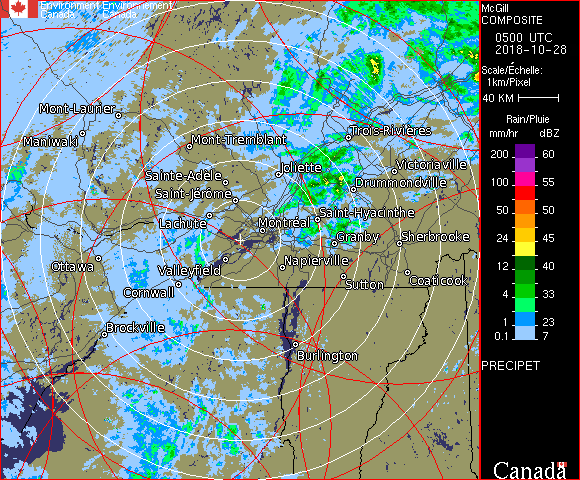 Environment Environnement
Canada Canada
McGill
COMPOSITE
0500 UTC
2018-10-28
Scale/Échelle:
1km/Pixel
40 KM
Rain/Pluie
mm/hr dBZ
200 60
100 55
50 50
24 45
12 40
4 33
1 23
0.1 7
PRECIPET
Canada
Mont-Laurier
Maniwaki
Mont-Tremblant
Trois-Rivières
Sainte-Adèle
Joliette
Victoriaville
Saint-Jérôme
Drummondville
Lachute
Montréal
Saint-Hyacinthe
Granby
Sherbrooke
Ottawa
Valleyfield
Napierville
Cornwall
Sutton
Coaticook
Brockville
Burlington